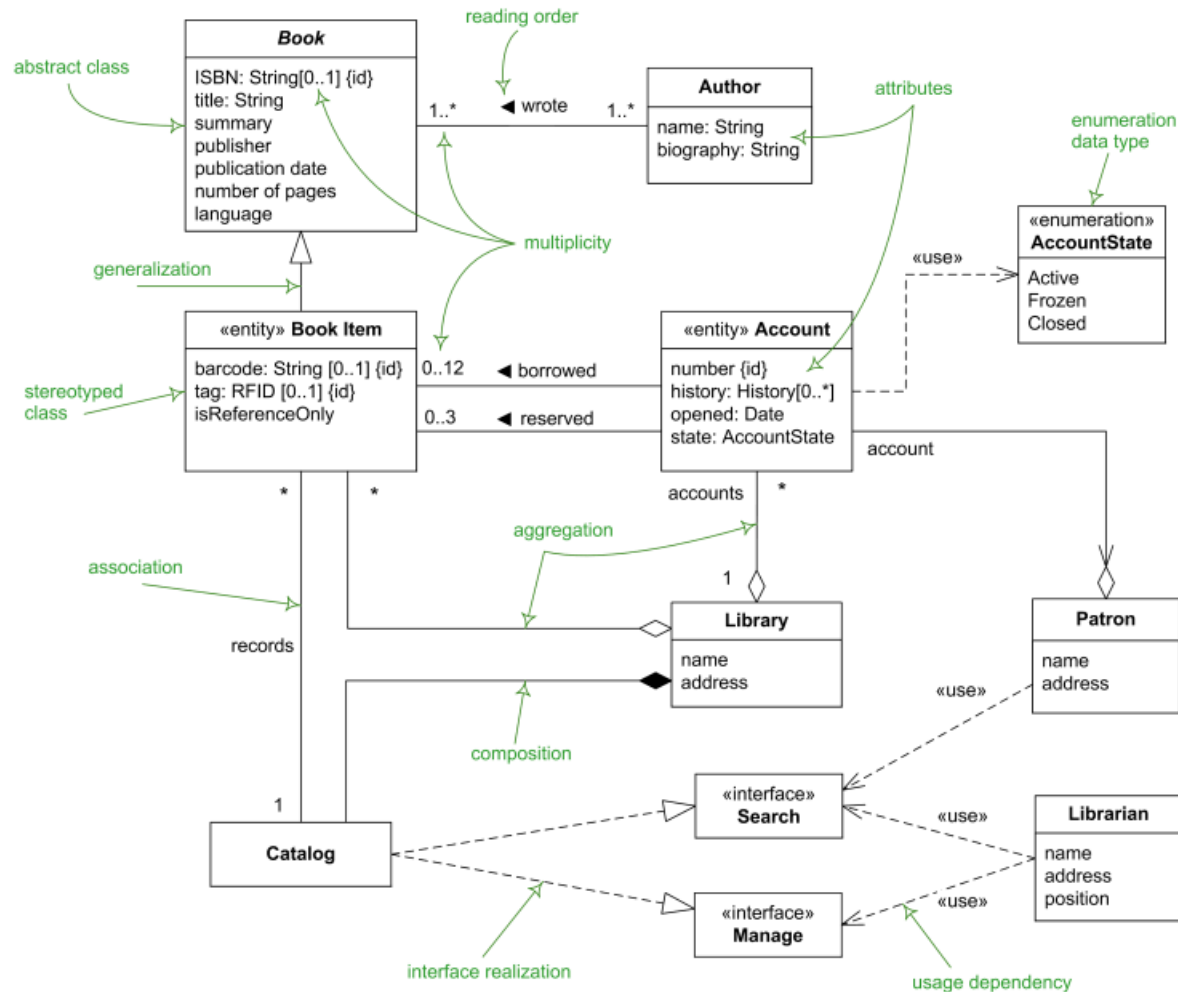 reading order
Book
abstract class
ISBN: String[0..1] {id}
title: String
summary
publisher
publication date
number of pages
language
1..*
◄ wrote
1..*
Author
name: String
biography: String
attributes
enumeration
data type
«enumeration»
AccountState
Active
Frozen
Closed
multiplicity
generalization
«use»
«entity» Book Item
barcode: String [0..1] {id}
tag: RFID [0..1] {id}
isReferenceOnly
stereotyped
class
0..12
◄ borrowed
0..3
◄ reserved
«entity» Account
number {id}
history: History[0..*]
opened: Date
state: AccountState
account
*
*
accounts
*
aggregation
association
1
records
Library
name
address
Patron
name
address
«use»
composition
1
Catalog
«interface»
Search
«use»
Librarian
name
address
position
«interface»
Manage
«use»
interface realization
usage dependency